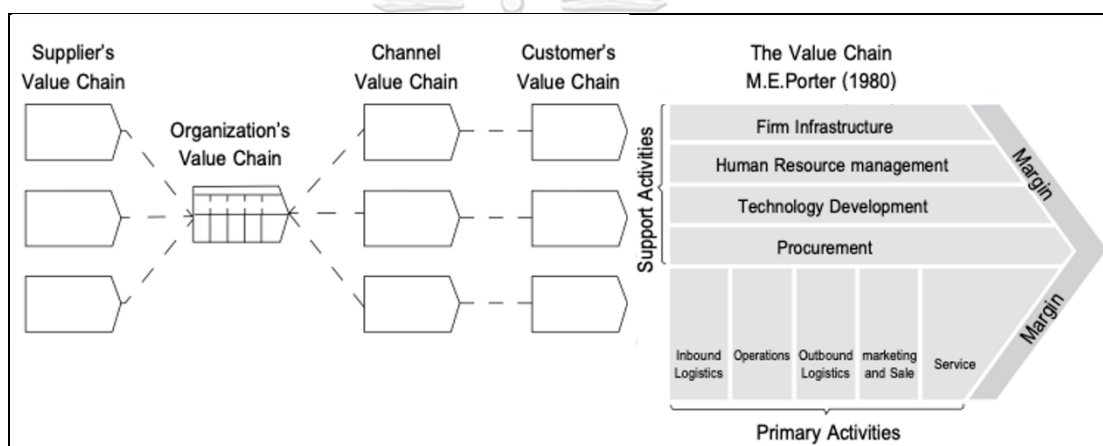 Supplier's
Value Chain
Organization's
Value Chain
Channel
Value Chain
Customer's
Value Chain
The Value Chain
M.E.Porter (1980)
Support Activities
Firm Infrastructure
Human Resource management
Technology Development
Procurement
Margin
Margin
Inbound
Logistics
Operations
Outbound
Logistics
marketing
and Sale
Service
Primary Activities